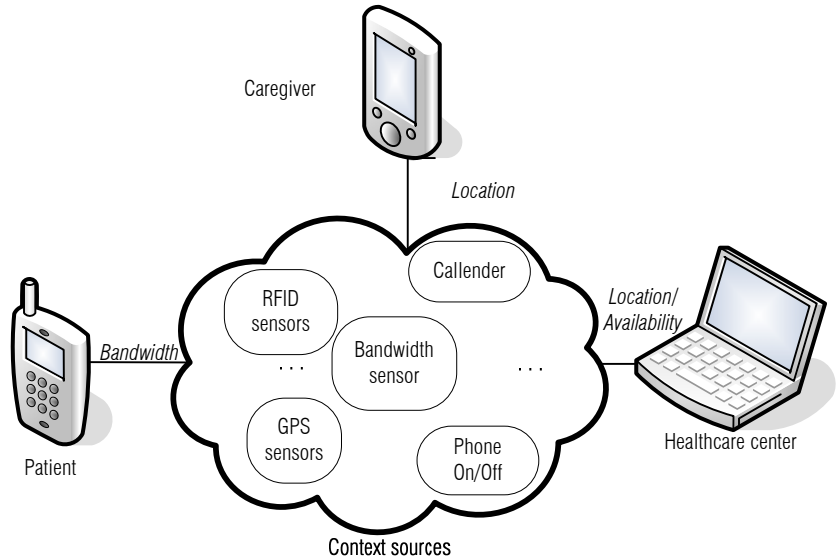 Caregiver
Location
Callender
RFID
sensors
Location/
Availability
Bandwidth
Bandwidth
sensor
. . .
. . .
GPS
sensors
Phone
On/Off
Patient
Healthcare center
Context sources